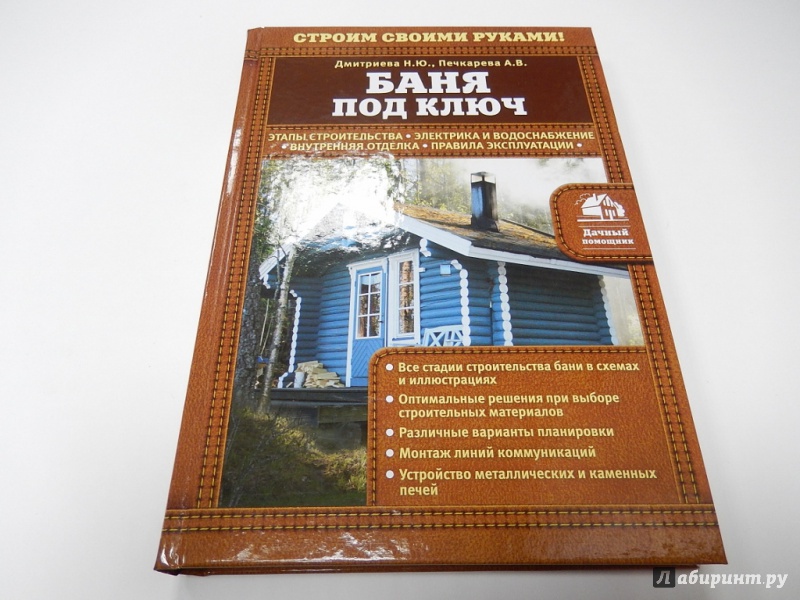 СТРОИМ СВОИМИ РУКАМИ!
Дмитриева Н.Ю., Печкарева А.В.
БАНЯ
ПОД КЛЮЧ
ЭТАПЫ СТРОИТЕЛЬСТВА • ЭЛЕКТРИКА И ВОДОСНАБЖЕНИЕ
• ВНУТРЕННЯЯ ОТДЕЛКА • ПРАВИЛА ЭКСПЛУАТАЦИИ •
Дачный
помощник
• Все стадии строительства бани в схемах
и иллюстрациях
• Оптимальные решения при выборе
строительных материалов
• Различные варианты планировки
• Монтаж линий коммуникаций
• Устройство металлических и каменных
печей
Лабиринт.ру